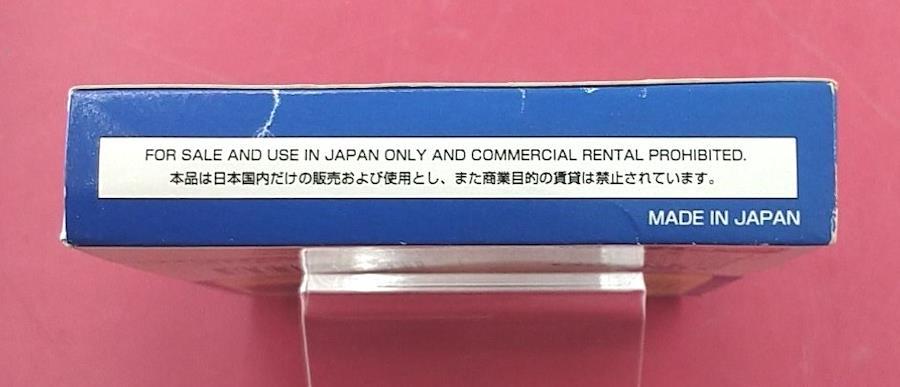 FOR SALE AND USE IN JAPAN ONLY AND COMMERCIAL RENTAL PROHIBITED.
本品は日本国内だけの販売および使用とし、また商業目的の賃貸は禁止されています。
MADE IN JAPAN